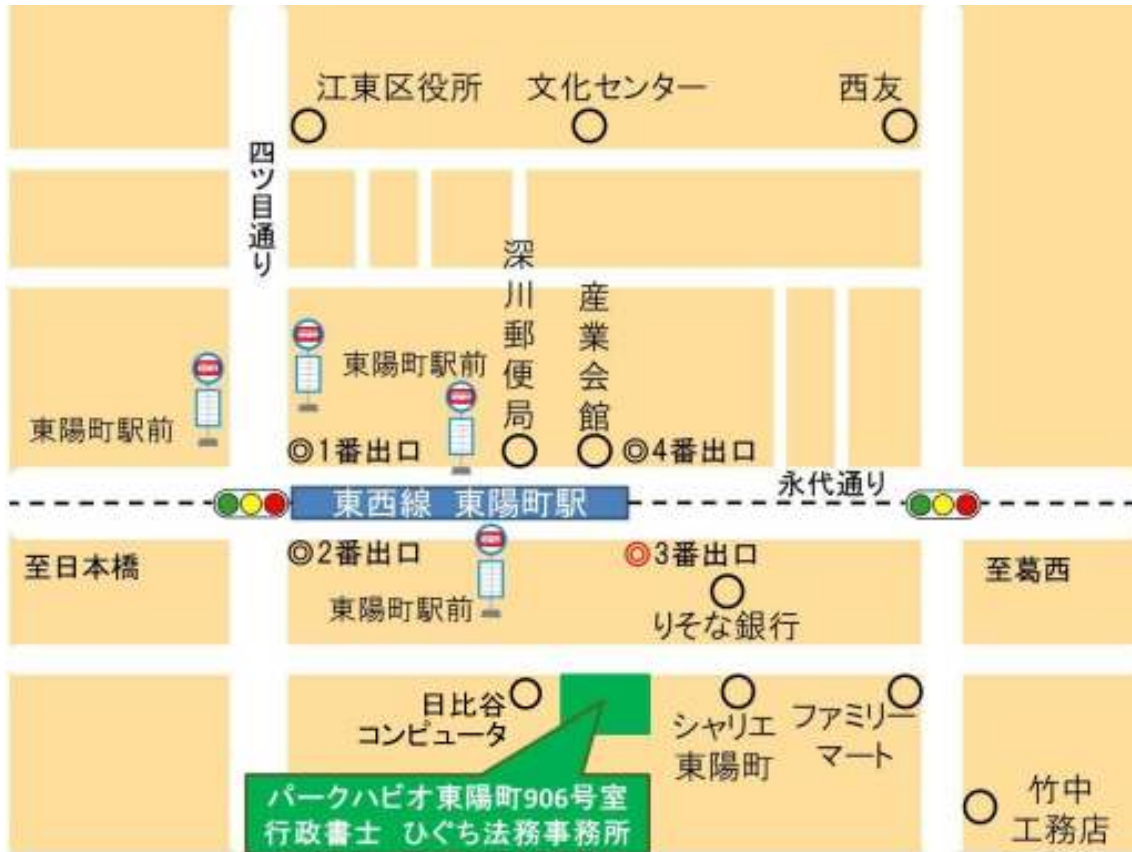 江東区役所
文化センター
西友
四ツ目通り
深川郵便局
産業会館
東陽町駅前
東陽町駅前
◎1番出口
◎4番出口
永代通り
東西線 東陽町駅
至日本橋
◎2番出口
◎3番出口
至葛西
東陽町駅前
りそな銀行
日比谷
コンピュータ
シャリエ
東陽町
ファミリー
マート
パークハビオ東陽町906号室
行政書士 ひぐち法務事務所
竹中
工務店